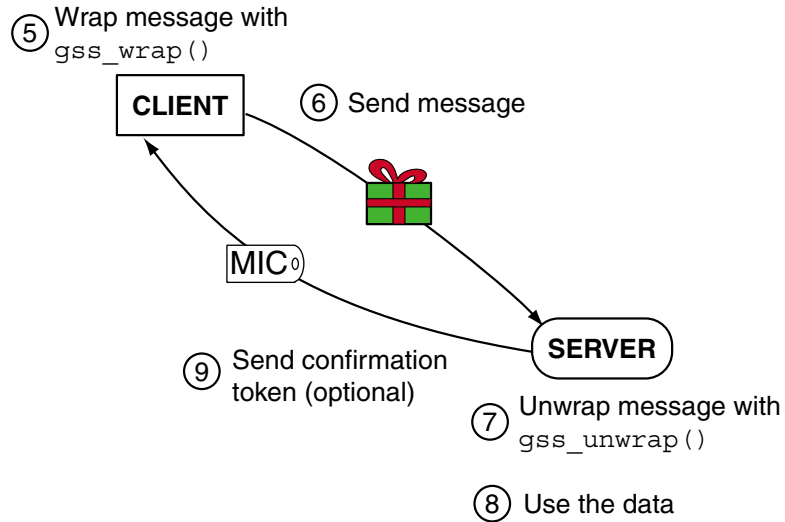 ⑤ Wrap message with
gss_wrap()
CLIENT
⑥ Send message
MIC
SERVER
⑨ Send confirmation
token (optional)
⑦ Unwrap message with
gss_unwrap()
⑧ Use the data